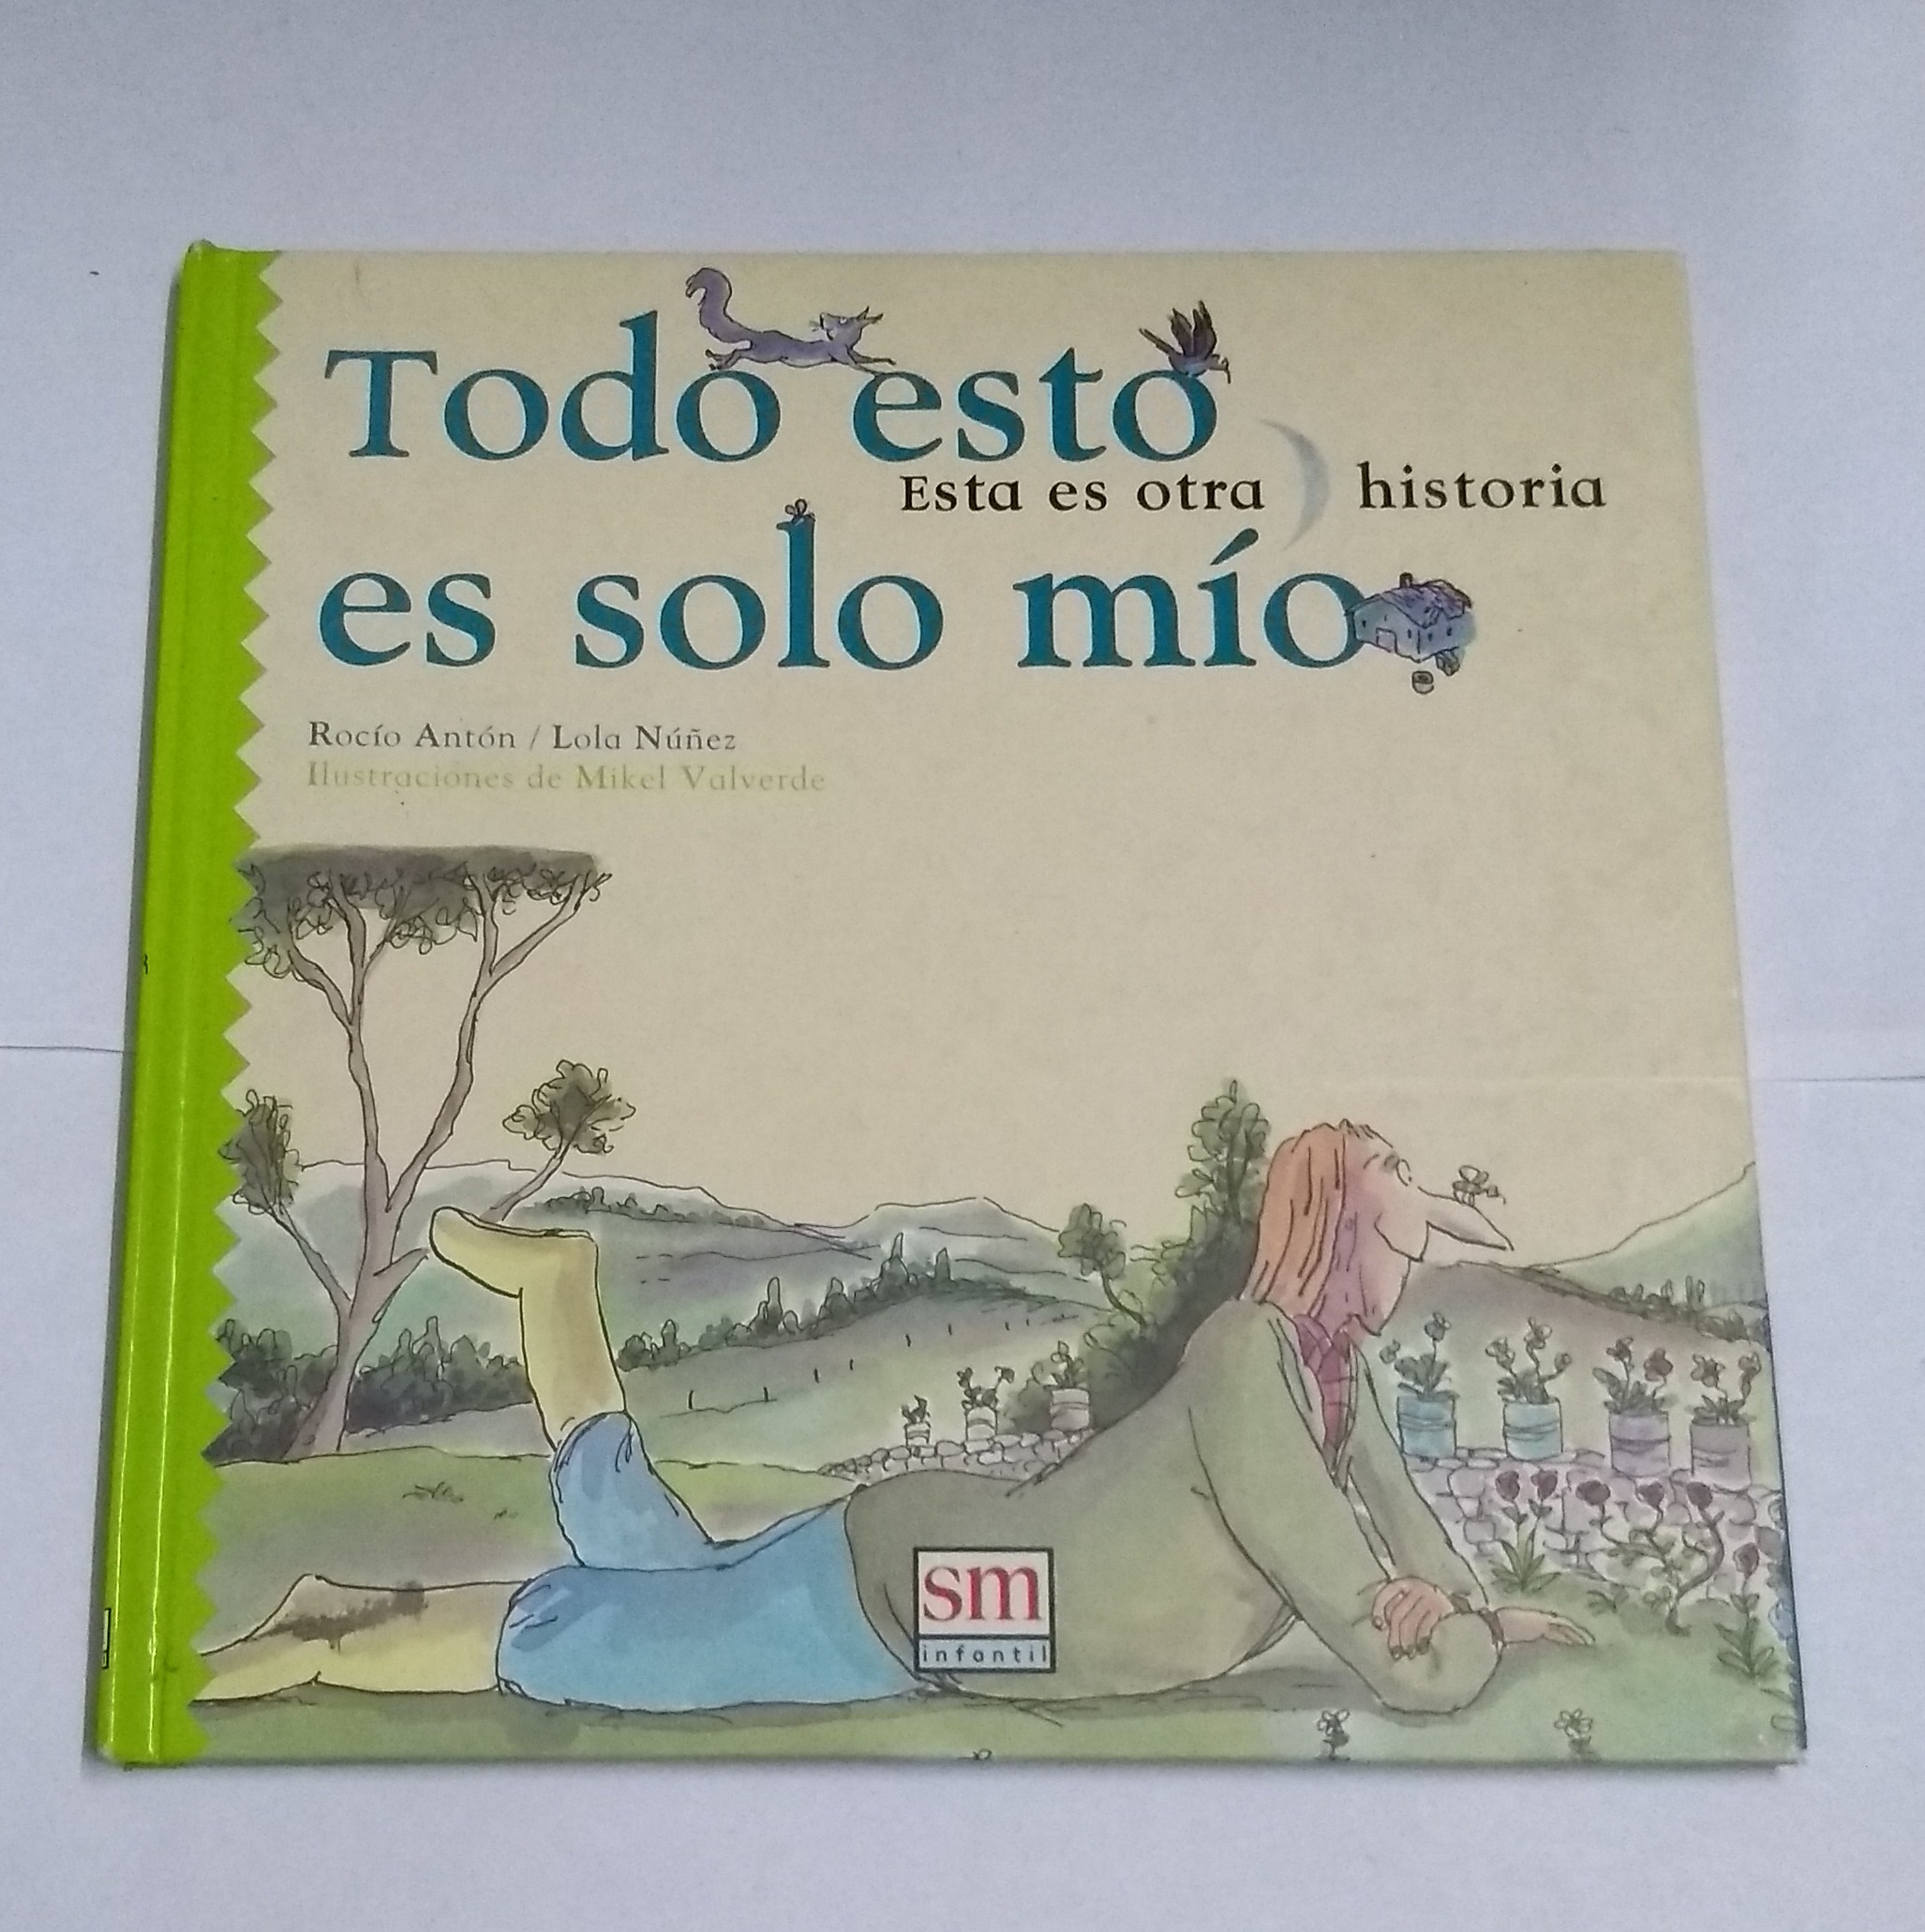 Todo esto
Esta es otra historia
es solo mío
Rocío Antón / Lola Núñez
Ilustraciones de Mikel Valverde
sm
infantil